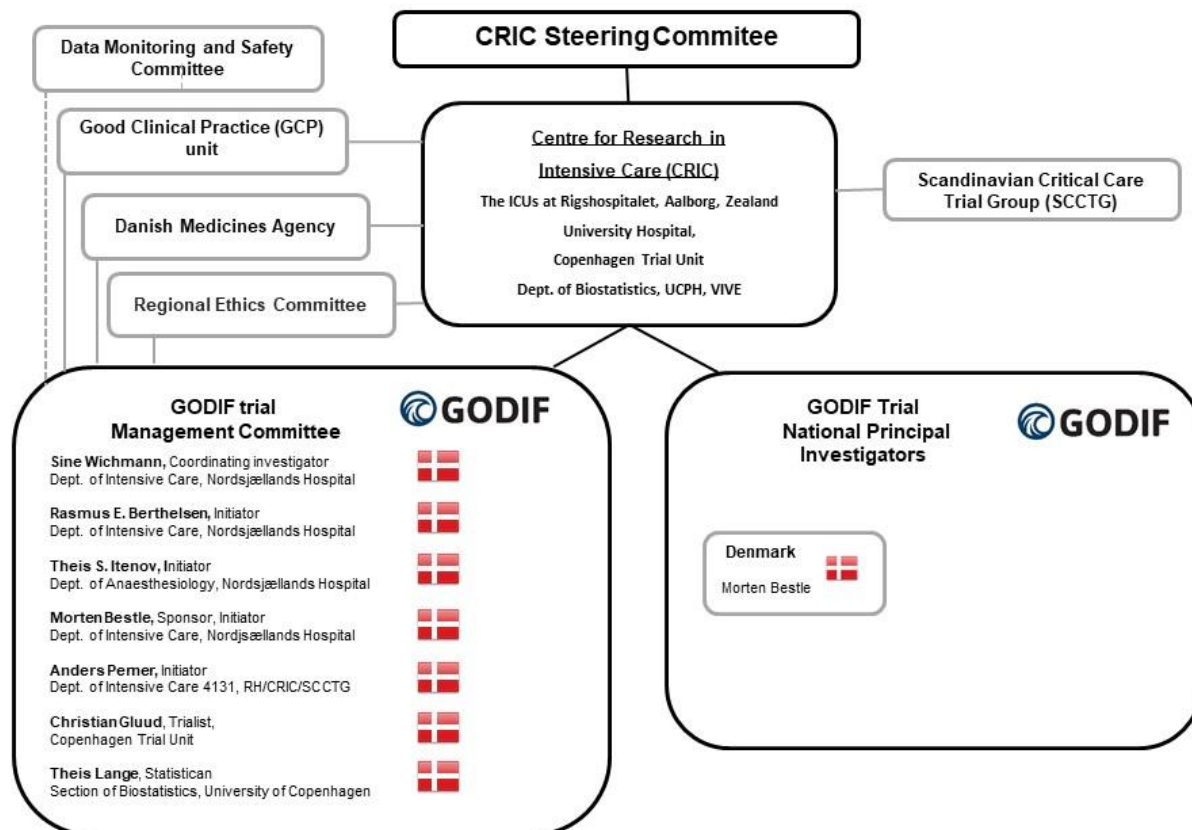 CRIC Steering Commitee
Data Monitoring and Safety
Committee
Good Clinical Practice (GCP)
unit
Danish Medicines Agency
Regional Ethics Committee
Centre for Research in
Intensive Care (CRIC)
The ICUs at Rigshospitalet, Aalborg, Zealand
University Hospital,
Copenhagen Trial Unit
Dept. of Biostatistics, UCPH, VIVE
Scandinavian Critical Care
Trial Group (SCCTG)
GODIF trial
Management Committee
GODIF
Sine Wichmann, Coordinating investigator
Dept. of Intensive Care, Nordsjællands Hospital
Rasmus E. Berthelsen, Initiator
Dept. of Intensive Care, Nordsjællands Hospital
Theis S. Itenov, Initiator
Dept. of Anaesthesiology, Nordsjællands Hospital
Morten Bestle, Sponsor, Initiator
Dept. of Intensive Care, Nordjsællands Hospital
Anders Perner, Initiator
Dept. of Intensive Care 4131, RH/CRIC/SCCTG
Christian Gluud, Trialist,
Copenhagen Trial Unit
Theis Lange, Statistican
Section of Biostatistics, University of Copenhagen
GODIF Trial
National Principal
Investigators
GODIF
Denmark
Morten Bestle